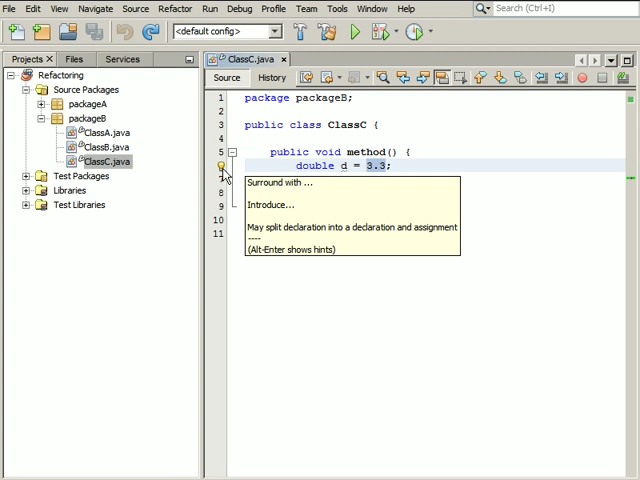 File Edit View Navigate Source Refactor Run Debug Profile Team Tools Window Help
Search (Ctrl+I)
<default config>
Projects
Files
Services
Refactoring
Source Packages
packageA
packageB
ClassA.java
ClassB.java
ClassC.java
Test Packages
Libraries
Test Libraries
ClassC.java
Source
History
1 package packageB;
2
3 public class ClassC {
4
5 public void method() {
double d = 3.3;
8
9
10
11
Surround with ...
Introduce...
May split declaration into a declaration and assignment
----
(Alt-Enter shows hints)